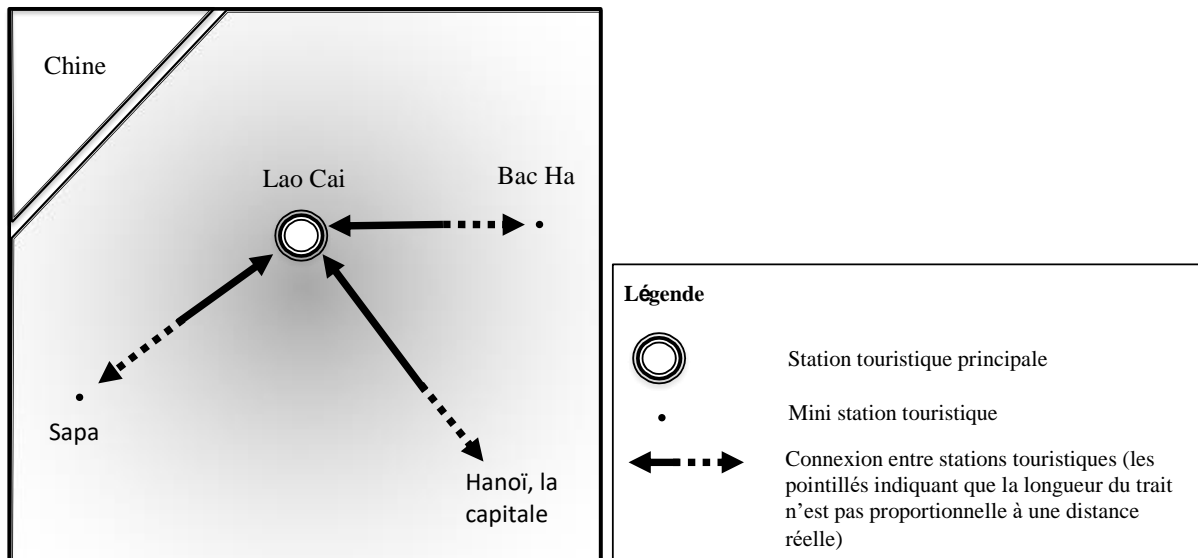 Chine
Lao Cai
Bac Ha
Sapa
Hanoï, la
capitale
Légende
Station touristique principale
Mini station touristique
Connexion entre stations touristiques (les
pointillés indiquant que la longueur du trait
n’est pas proportionnelle à une distance
réelle)